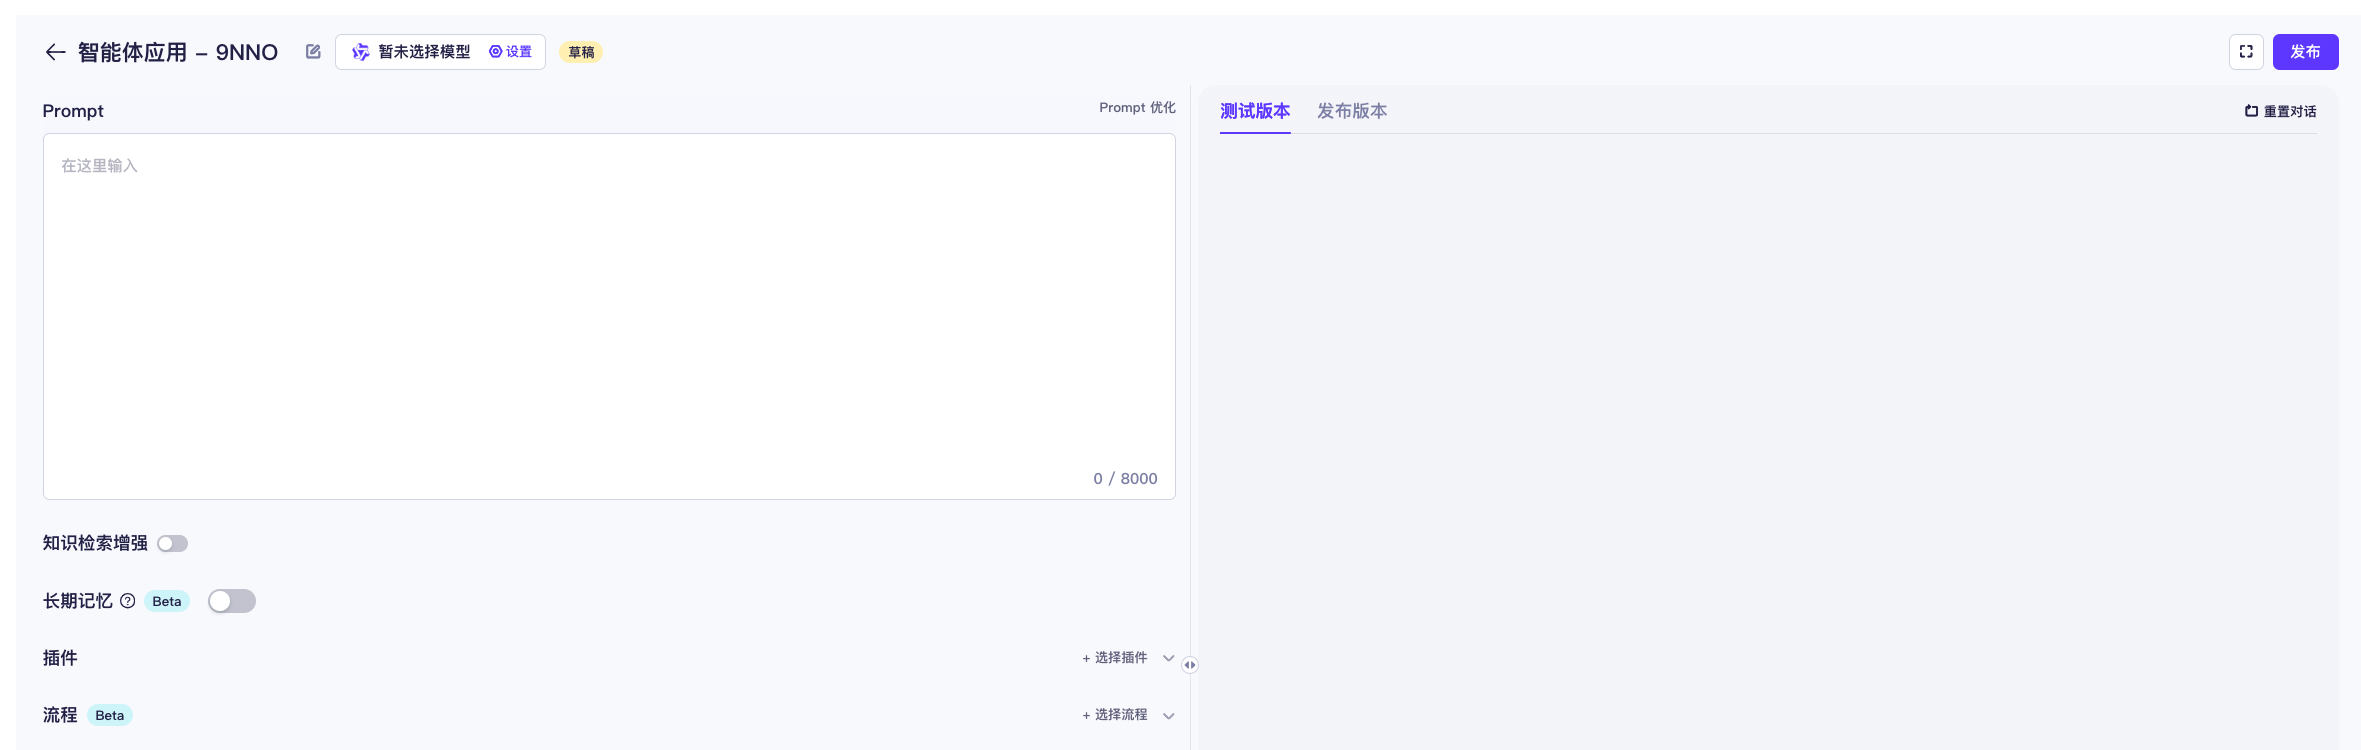 智能体应用 – 9NNO 暂未选择模型 设置 草稿 发布
Prompt Prompt 优化
在这里输入
0 / 8000
知识检索增强
长期记忆 Beta
插件 + 选择插件
流程 Beta + 选择流程
测试版本 发布版本 重置对话